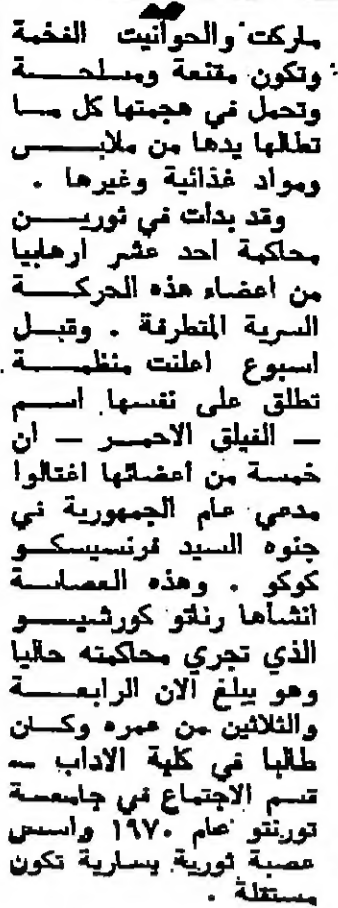 ماركت والحوانيت الفخمة
وتكون مقنعة ومسلحة
وتحمل في هجمتها كل ما
تطالها يدها من ملابس
ومواد غذائية وغيرها .
وقد بدأت في تورين
محاكمة احد عشر ارهابيا
من اعضاء هذه الحركة
السرية المتطرفة . وقبل
اسبوع اعلنت منظمة
تطلق على نفسها اسم
— الفيلق الاحمر — ان
خمسة من أعضائها اغتالوا
مدعي عام الجمهورية في
جنوه السيد فرنسيسكو
كوكو . وهذه العصابة
انشأها رناتو كورشيو
الذي تجري محاكمته حاليا
وهو يبلغ الان الرابعة
والثلاثين من عمره وكان
طالبا في كلية الاداب —
قسم الاجتماع في جامعة
تورنتو عام ١٩٧٠ واسس
عصبة ثورية يسارية تكون
مستقلة .